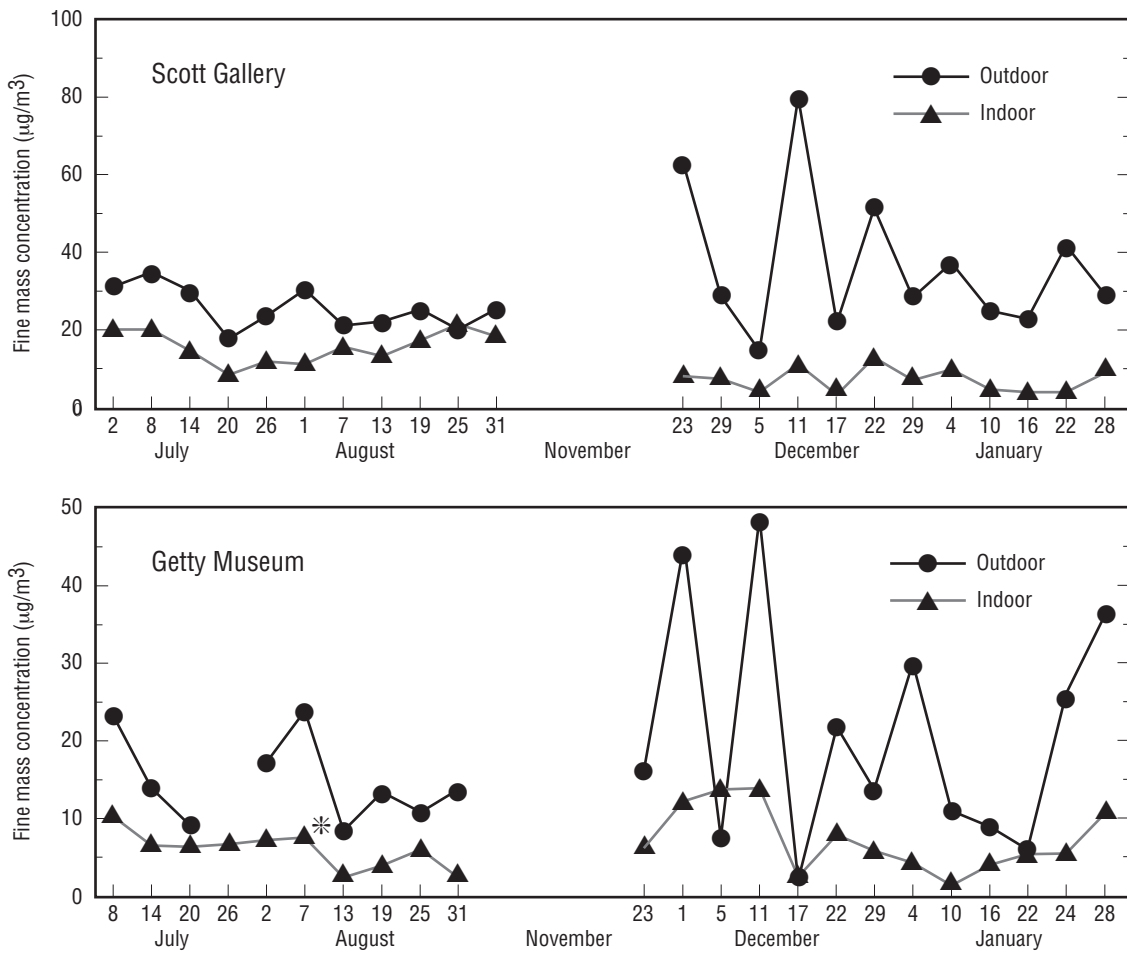 100
80
60
40
20
0
Fine mass concentration (µg/m3)
Scott Gallery
Outdoor
Indoor
2 8 14 20 26 1 7 13 19 25 31 23 29 5 11 17 22 29 4 10 16 22 28
July August November December January
50
40
30
20
10
0
Fine mass concentration (µg/m3)
Getty Museum
Outdoor
Indoor
8 14 20 26 2 7 13 19 25 31 23 1 5 11 17 22 29 4 10 16 22 24 28
July August November December January